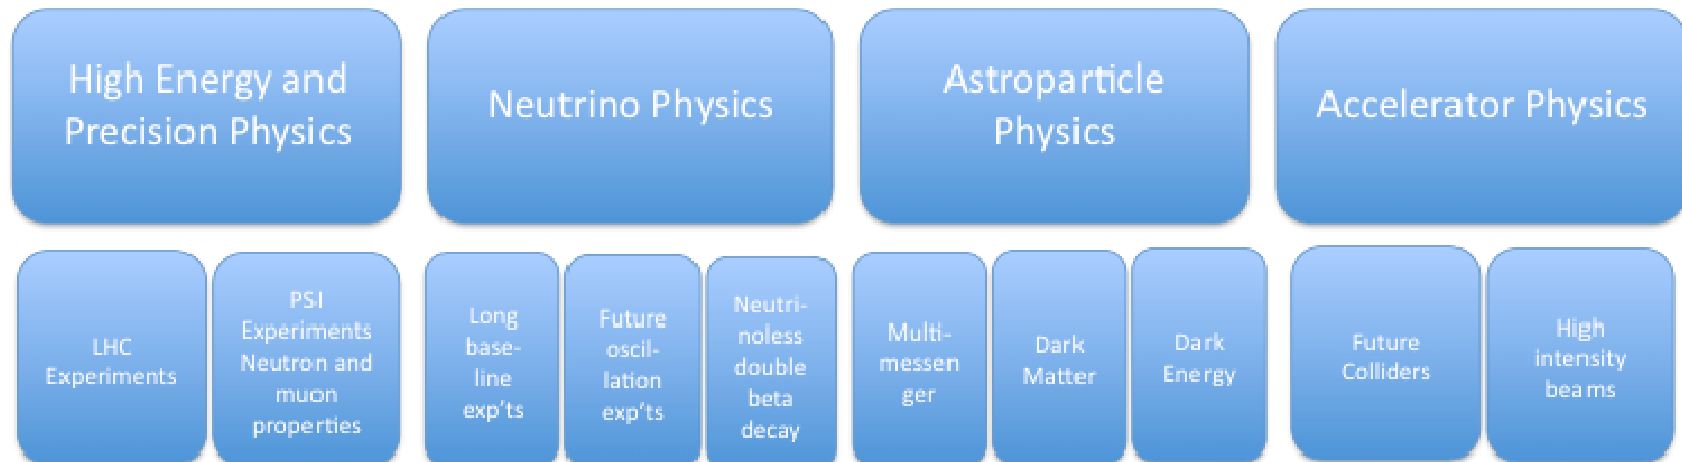 High Energy and
Precision Physics
Neutrino Physics
Astroparticle
Physics
Accelerator Physics
LHC
Experiments
PSI
Experiments
Neutron and
muon
properties
Long
base-
line
exp'ts
Future
oscil-
lation
exp'ts
Neutri-
noless
double
beta
decay
Multi-
messen
ger
Dark
Matter
Dark
Energy
Future
Colliders
High
intensity
beams